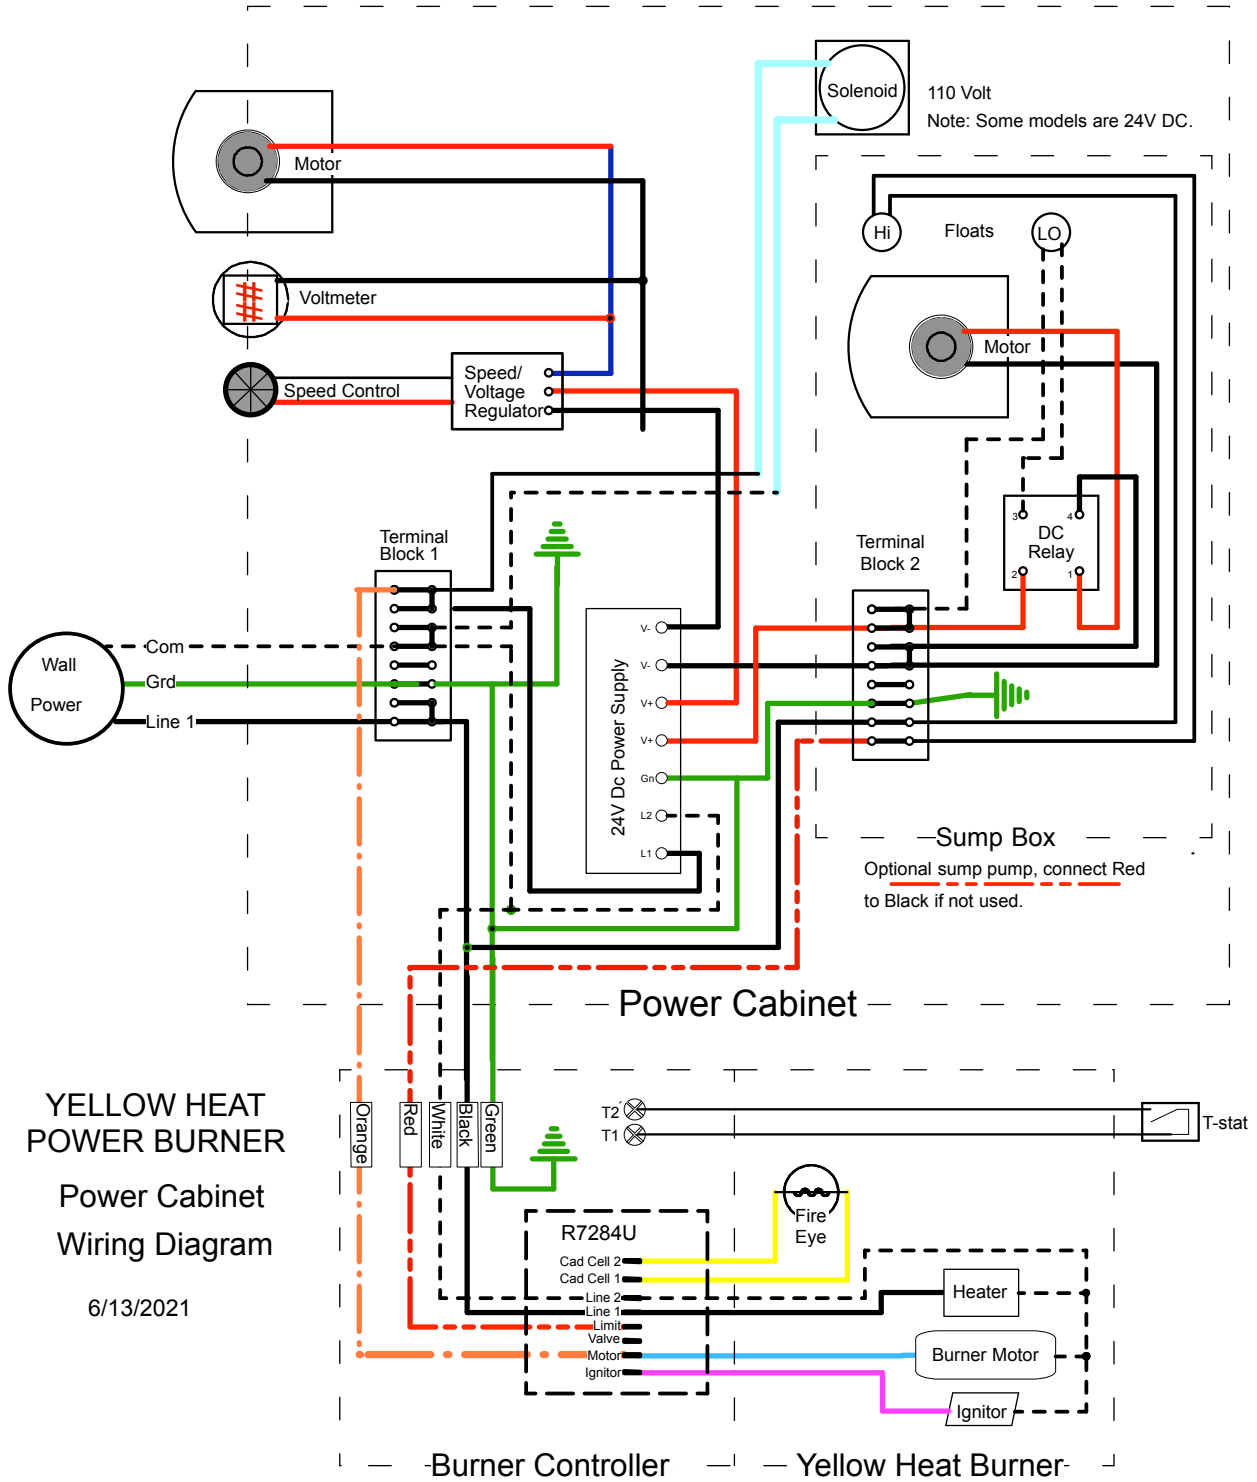 Solenoid
110 Volt
Note: Some models are 24V DC.
Motor
Hi
Floats
LO
Voltmeter
Motor
Speed Control
Speed/
Voltage
Regulator
3
4
DC
Relay
2
1
Terminal
Block 1
Terminal
Block 2
Wall
Power
Com
Grd
Line 1
24V Dc Power Supply
V-
V-
V+
V+
Gn
L2
L1
Sump Box
Optional sump pump, connect Red
to Black if not used.
Power Cabinet
YELLOW HEAT
POWER BURNER
Power Cabinet
Wiring Diagram
6/13/2021
Orange
Red
White
Black
Green
T2
T1
T-stat
Fire
Eye
R7284U
Cad Cell 2
Cad Cell 1
Line 2
Line 1
Limit
Valve
Motor
Ignitor
Heater
Burner Motor
Ignitor
Burner Controller
Yellow Heat Burner